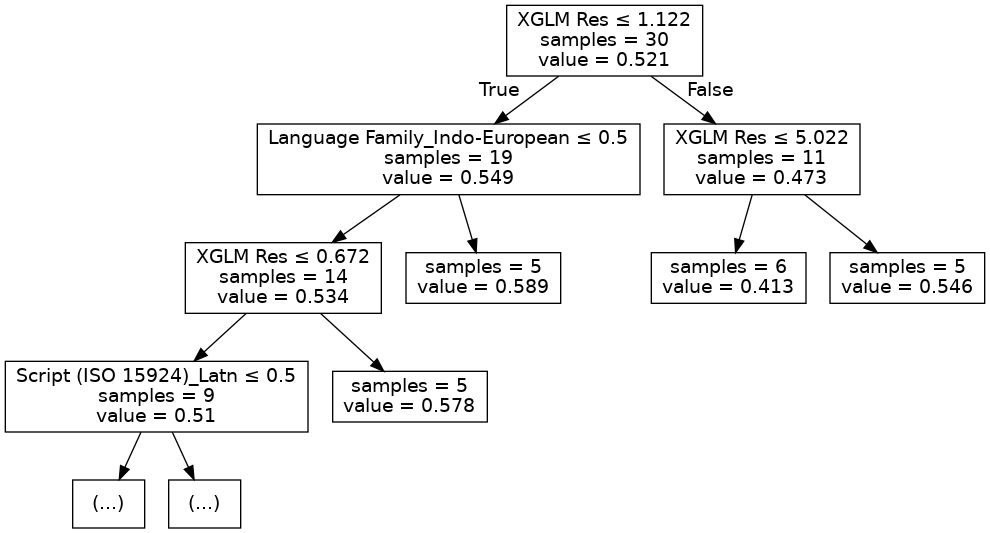 XGLM Res ≤ 1.122
samples = 30
value = 0.521
True
False
Language Family_Indo-European ≤ 0.5
samples = 19
value = 0.549
XGLM Res ≤ 5.022
samples = 11
value = 0.473
XGLM Res ≤ 0.672
samples = 14
value = 0.534
samples = 5
value = 0.589
samples = 6
value = 0.413
samples = 5
value = 0.546
Script (ISO 15924)_Latn ≤ 0.5
samples = 9
value = 0.51
samples = 5
value = 0.578
(...)
(...)